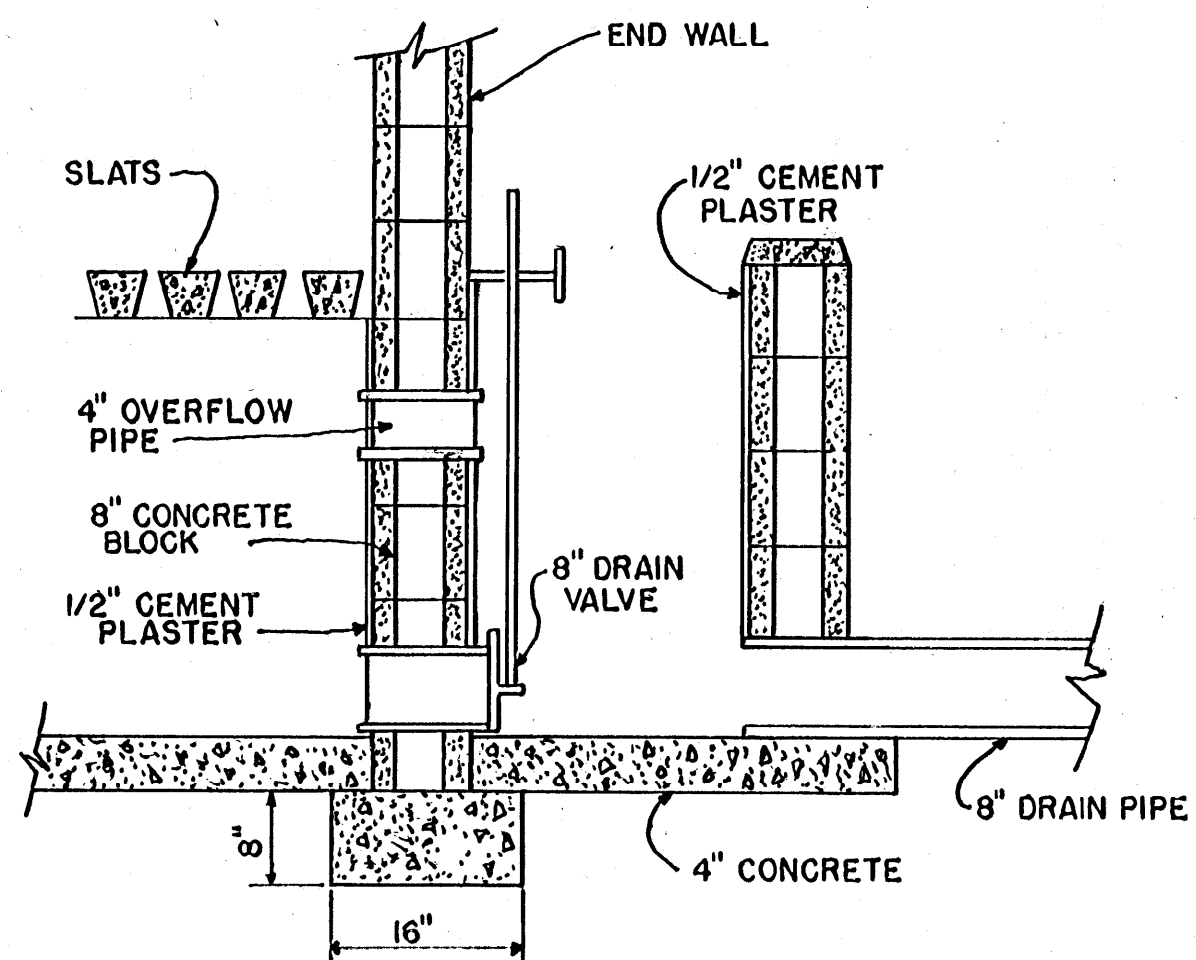 END WALL
SLATS
1/2" CEMENT
PLASTER
4" OVERFLOW
PIPE
8" CONCRETE
BLOCK
8" DRAIN
VALVE
1/2" CEMENT
PLASTER
8" DRAIN PIPE
8"
4" CONCRETE
16"